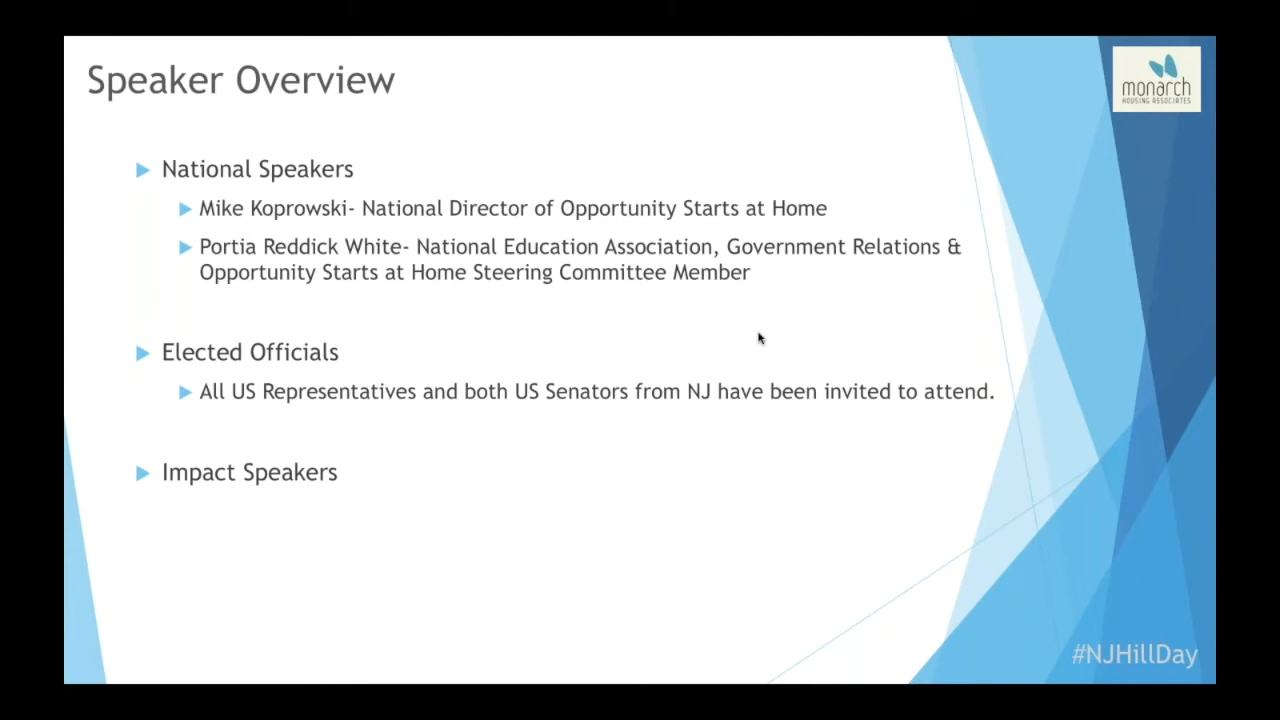 Speaker Overview
monarch
HOUSING ASSOCIATES
National Speakers
Mike Koprowski- National Director of Opportunity Starts at Home
Portia Reddick White- National Education Association, Government Relations &
Opportunity Starts at Home Steering Committee Member
Elected Officials
All US Representatives and both US Senators from NJ have been invited to attend.
Impact Speakers
#NJHillDay